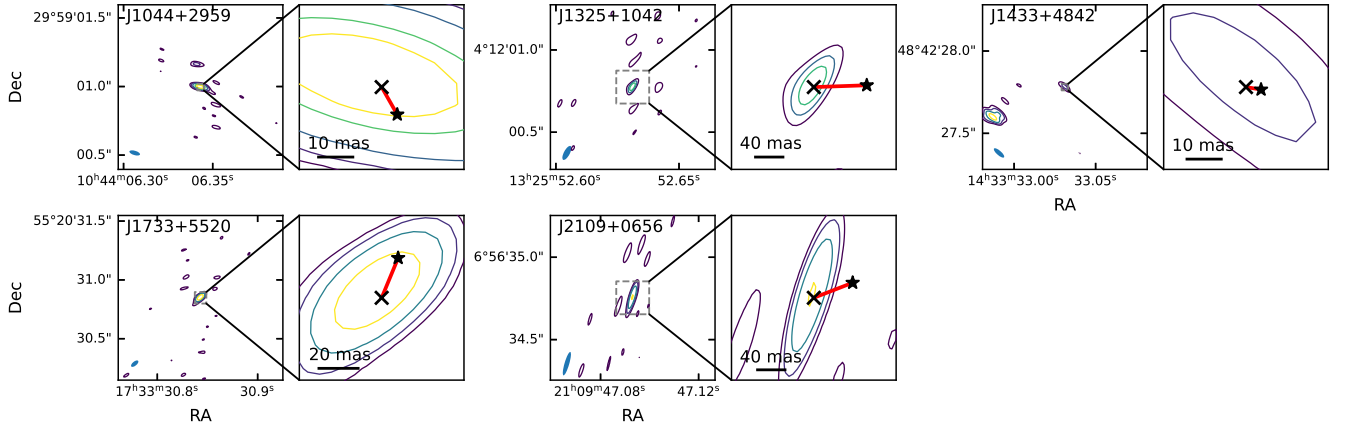 J1044+2959
29°59'01.5"
01.0"
00.5"
Dec
10 mas
10ʰ44ᵐ06.30ˢ 06.35ˢ
J1325+1042
4°12'01.0"
00.5"
40 mas
13ʰ25ᵐ52.60ˢ 52.65ˢ
J1433+4842
48°42'28.0"
27.5"
10 mas
14ʰ33ᵐ33.00ˢ 33.05ˢ
RA
J1733+5520
55°20'31.5"
31.0"
30.5"
Dec
20 mas
17ʰ33ᵐ30.8ˢ 30.9ˢ
RA
J2109+0656
6°56'35.0"
34.5"
40 mas
21ʰ09ᵐ47.08ˢ 47.12ˢ
RA